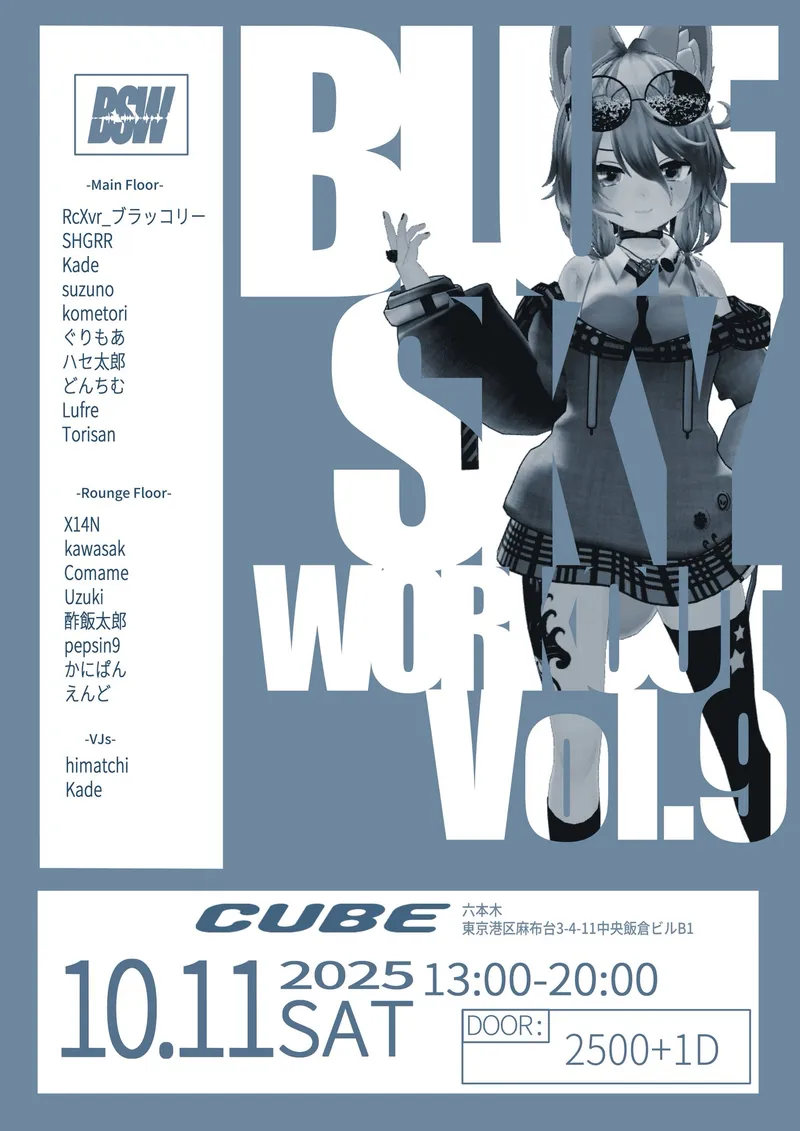 BSW
-Main Floor-
RcXvr_ブラッコリー
SHGRR
Kade
suzuno
kometori
ぐりもあ
ハセ太郎
どんちむ
Lufre
Torisan
-Rounge Floor-
X14N
kawasak
Comame
Uzuki
酢飯太郎
pepsin9
かにぱん
えんど
-VJs-
himatchi
Kade
BLUE
SKY
WORKOUT
Vol.9
CUBE
六本木
東京港区麻布台3-4-11中央飯倉ビルB1
10.11
2025
SAT
13:00-20:00
DOOR:
2500+1D